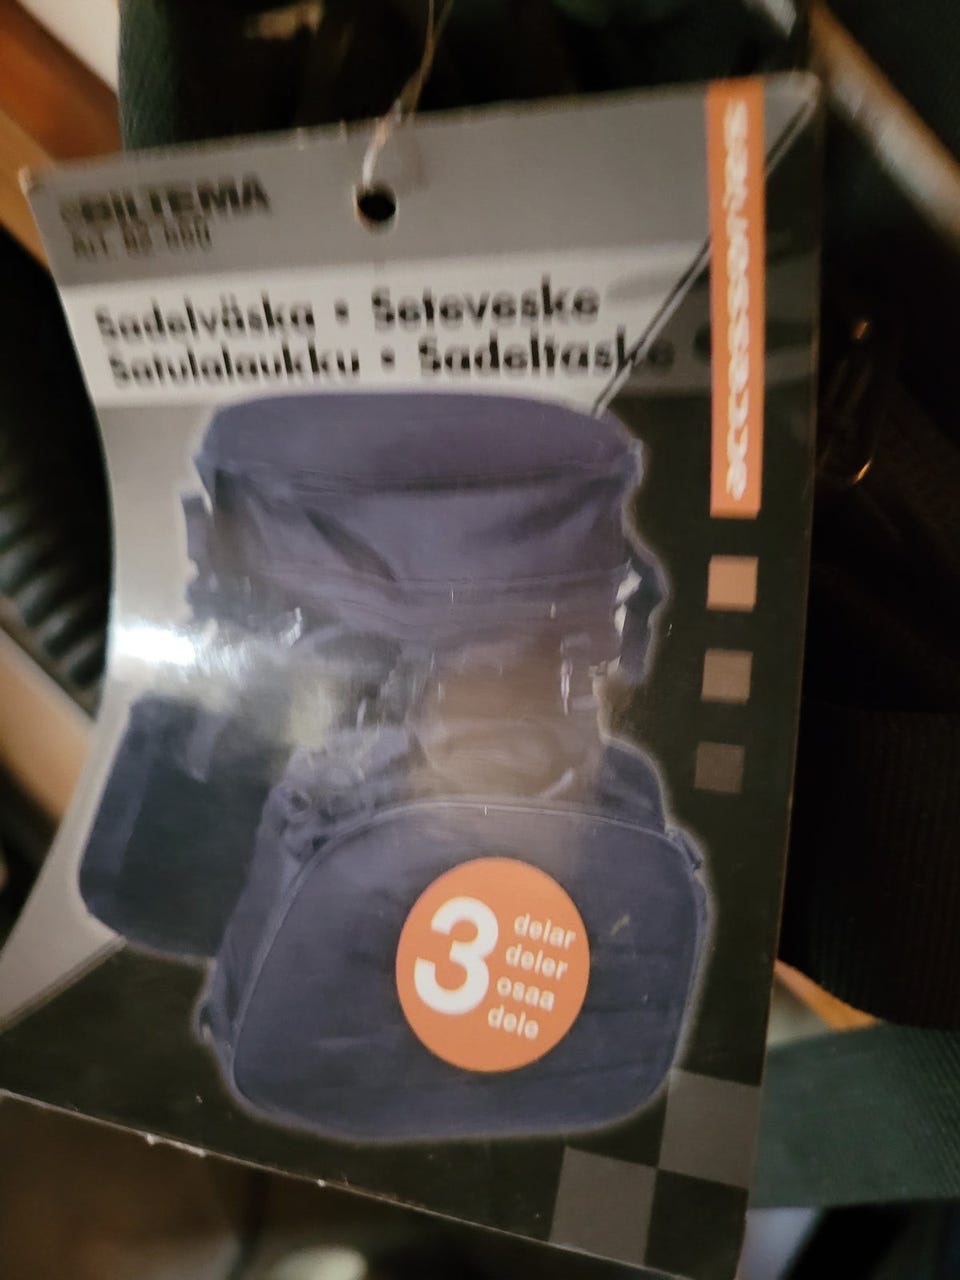 BILTEMA
Sadelväska • Seteveske
Satulalaukku • Sadeltaske
accessories
3
delar
deler
osaa
dele